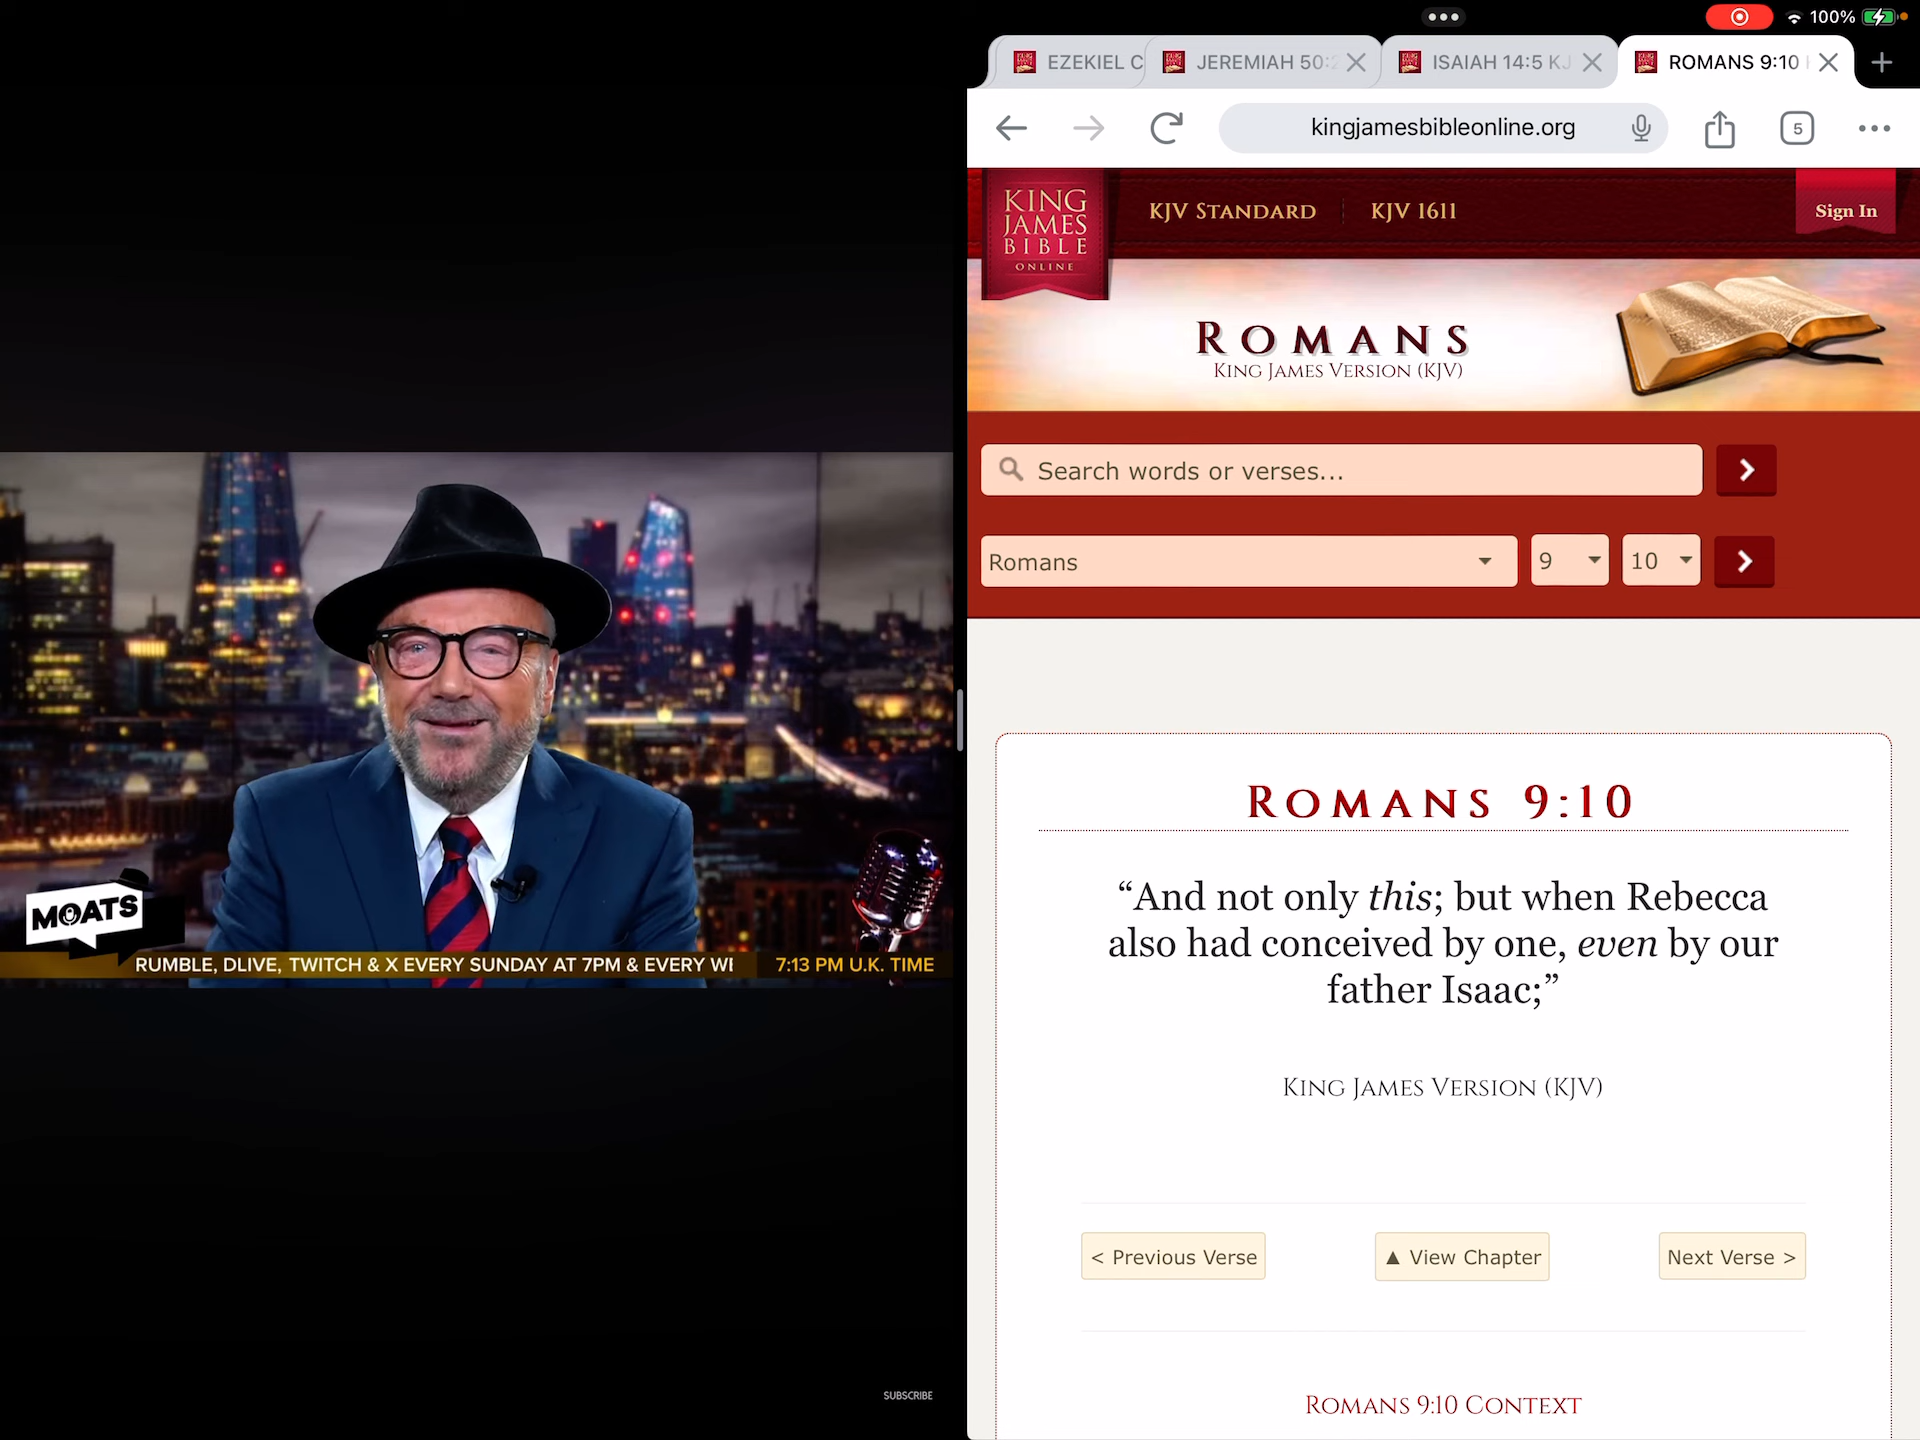 MOATS
RUMBLE, DLIVE, TWITCH & X EVERY SUNDAY AT 7PM & EVERY
7:13 PM U.K. TIME
SUBSCRIBE
100%
EZEKIEL C
JEREMIAH 50:
ISAIAH 14:5 KJ
ROMANS 9:10
kingjamesbibleonline.org
5
KING
JAMES
BIBLE
ONLINE
KJV STANDARD
KJV 1611
Sign In
ROMANS
KING JAMES VERSION (KJV)
Search words or verses...
Romans
9
10
ROMANS 9:10
“And not only this; but when Rebecca
also had conceived by one, even by our
father Isaac;”
KING JAMES VERSION (KJV)
< Previous Verse
▲ View Chapter
Next Verse >
ROMANS 9:10 CONTEXT